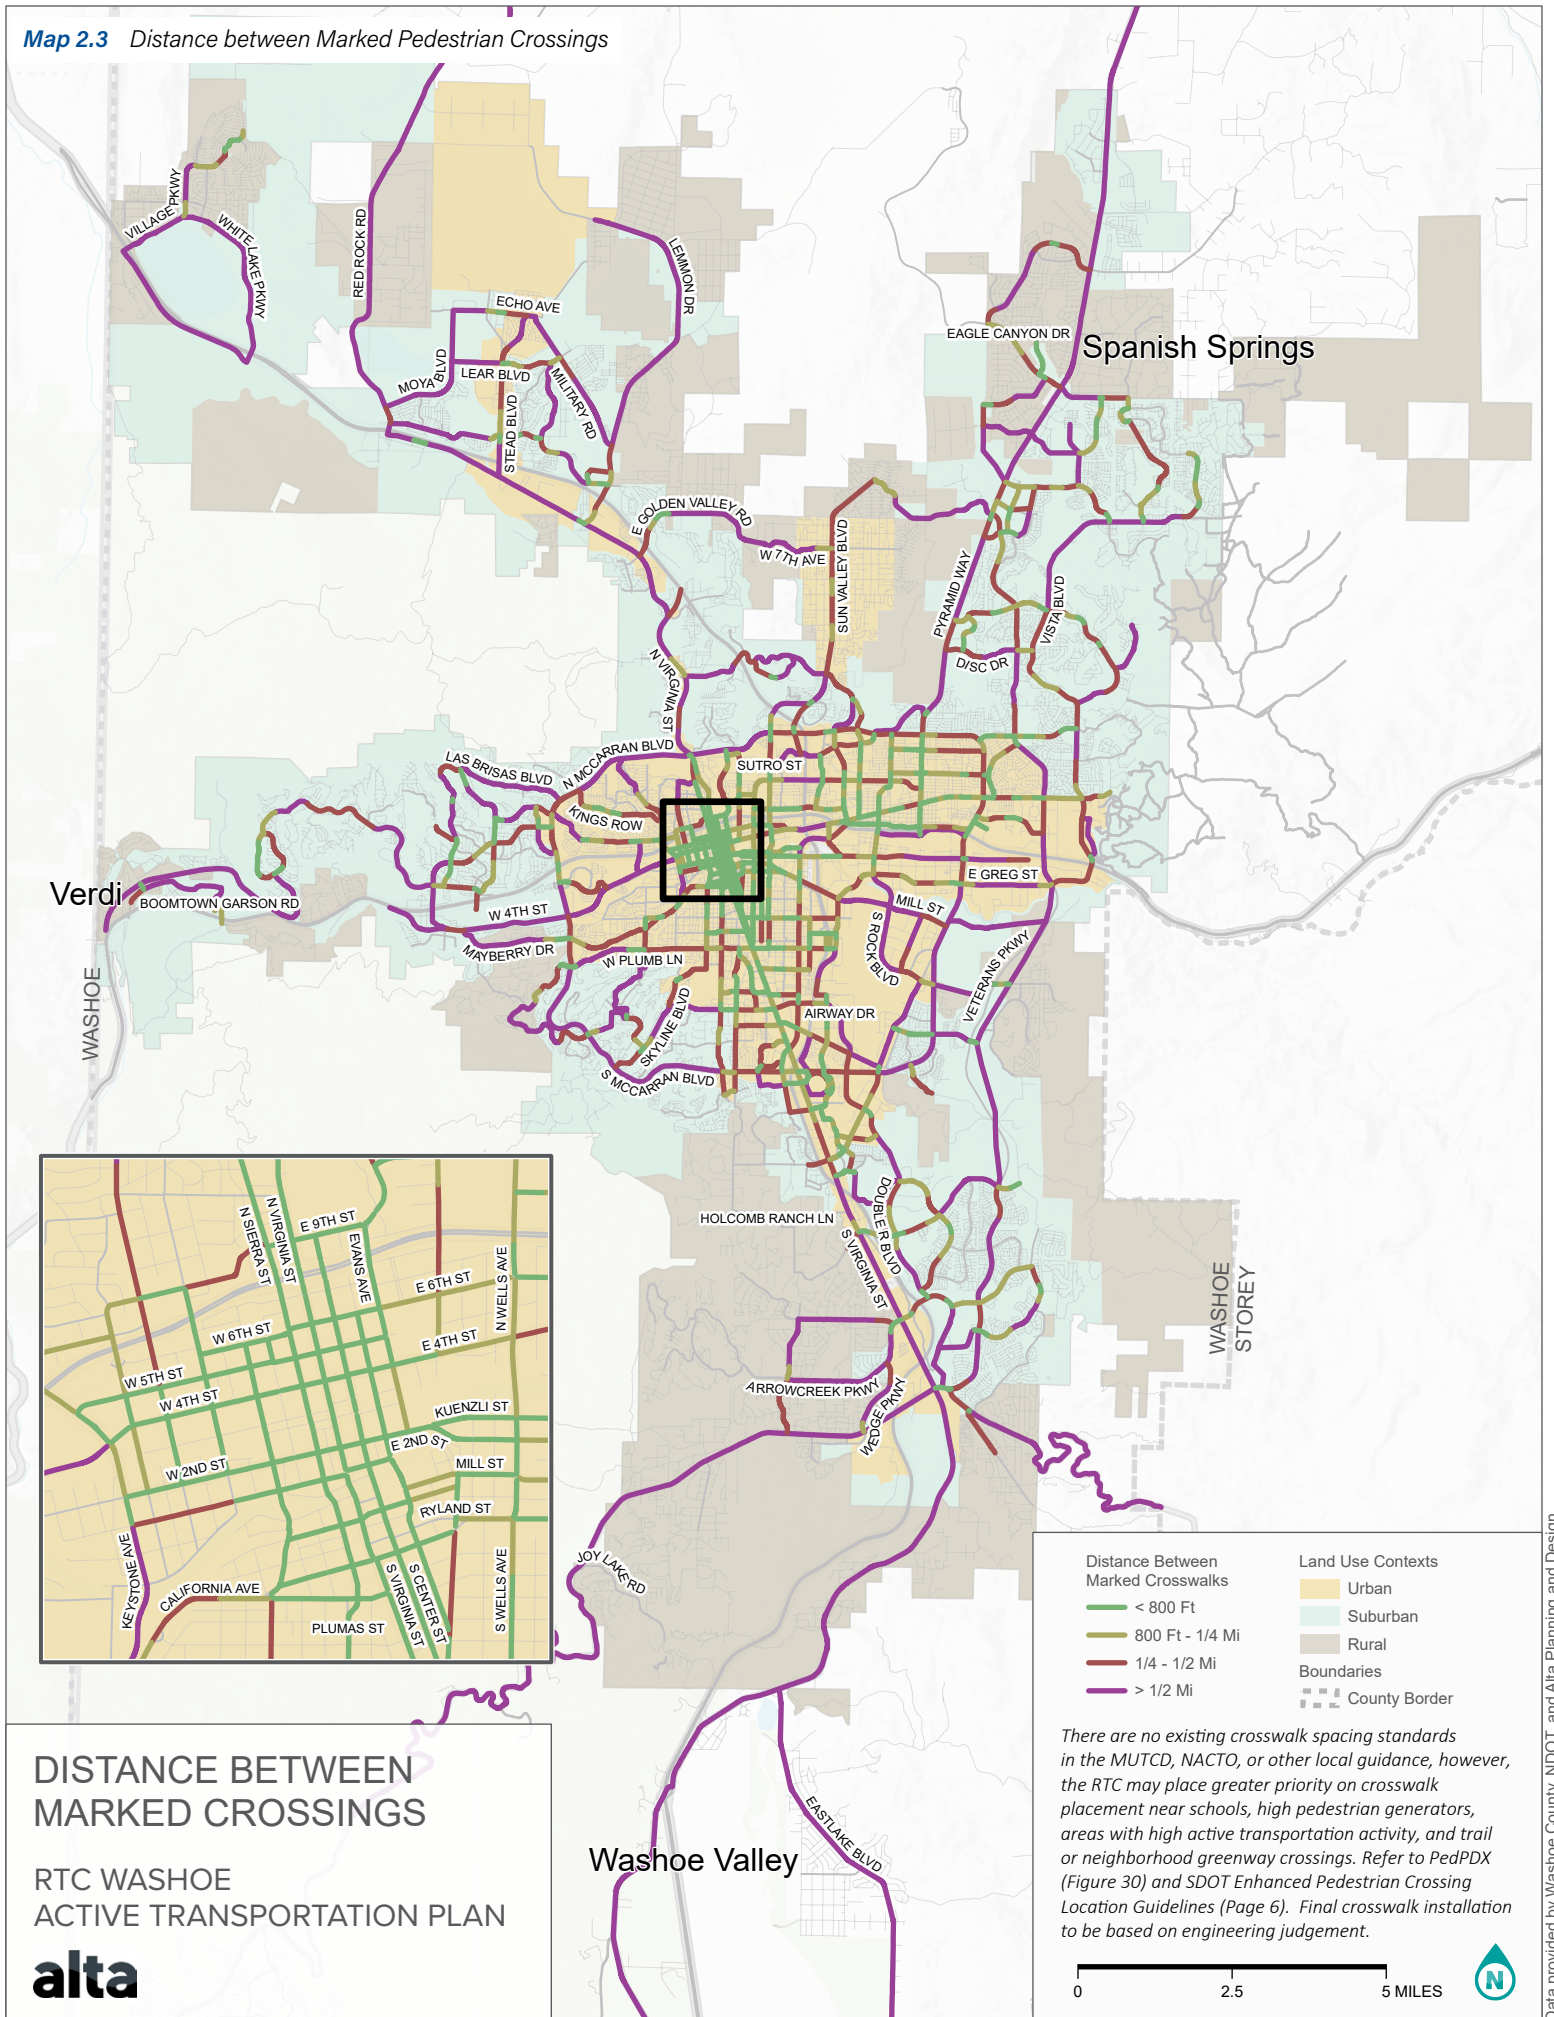 Map 2.3 Distance between Marked Pedestrian Crossings
VILLAGE PKWY
WHITE LAKE PKWY
RED ROCK RD
LEMMON DR
ECHO AVE
MOYA BLVD
LEAR BLVD
STEAD BLVD
MILITARY RD
EAGLE CANYON DR
Spanish Springs
E GOLDEN VALLEY RD
W 7TH AVE
SUN VALLEY BLVD
PYRAMID WAY
VISTA BLVD
DISC DR
N VIRGINIA ST
N MCCARRAN BLVD
LAS BRISAS BLVD
SUTRO ST
KINGS ROW
Verdi
BOOMTOWN GARSON RD
W 4TH ST
MAYBERRY DR
W PLUMB LN
E GREG ST
MILL ST
S ROCK BLVD
VETERANS PKWY
WASHOE
SKYLINE BLVD
AIRWAY DR
S MCCARRAN BLVD
HOLCOMB RANCH LN
DOUBLE R BLVD
S VIRGINIA ST
WASHOE
STOREY
ARROWCREEK PKWY
WEDGE PKWY
JOY LAKE RD
Washoe Valley
EASTLAKE BLVD
N SIERRA ST
N VIRGINIA ST
E 9TH ST
EVANS AVE
E 6TH ST
N WELLS AVE
W 6TH ST
E 4TH ST
W 5TH ST
W 4TH ST
KUENZLI ST
E 2ND ST
W 2ND ST
MILL ST
RYLAND ST
KEYSTONE AVE
CALIFORNIA AVE
PLUMAS ST
S VIRGINIA ST
S CENTER ST
S WELLS AVE
DISTANCE BETWEEN
MARKED CROSSINGS
RTC WASHOE
ACTIVE TRANSPORTATION PLAN
alta
Distance Between
Marked Crosswalks
< 800 Ft
800 Ft - 1/4 Mi
1/4 - 1/2 Mi
> 1/2 Mi
Land Use Contexts
Urban
Suburban
Rural
Boundaries
County Border
There are no existing crosswalk spacing standards
in the MUTCD, NACTO, or other local guidance, however,
the RTC may place greater priority on crosswalk
placement near schools, high pedestrian generators,
areas with high active transportation activity, and trail
or neighborhood greenway crossings. Refer to PedPDX
(Figure 30) and SDOT Enhanced Pedestrian Crossing
Location Guidelines (Page 6). Final crosswalk installation
to be based on engineering judgement.
0 2.5 5 MILES
N
Data provided by Washoe County, NDOT, and Alta Planning and Design